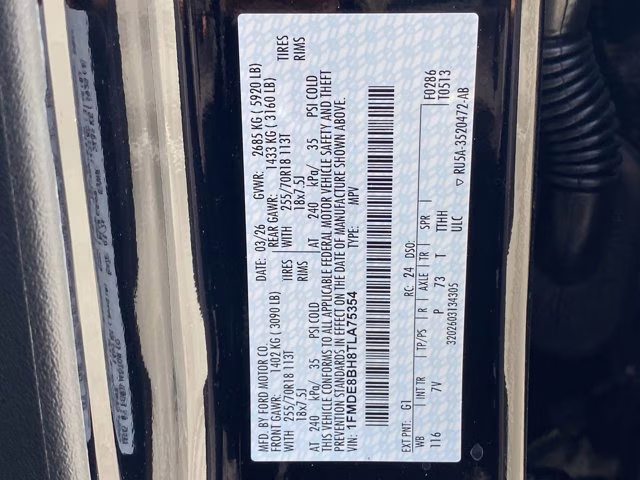 MFD. BY FORD MOTOR CO.
DATE: 03/26 GVWR: 2685 KG ( 5920 LB)
FRONT GAWR: 1402 KG ( 3090 LB) REAR GAWR: 1433 KG ( 3160 LB)
WITH 255/70R18 113T TIRES WITH 255/70R18 113T TIRES
18x7.5J RIMS 18x7.5J RIMS
AT 240 kPa/ 35 PSI COLD AT 240 kPa/ 35 PSI COLD
THIS VEHICLE CONFORMS TO ALL APPLICABLE FEDERAL MOTOR VEHICLE SAFETY AND THEFT
PREVENTION STANDARDS IN EFFECT ON THE DATE OF MANUFACTURE SHOWN ABOVE.
VIN: 1FMDE8BH8TLA75354 TYPE: MPV
F0286
T0513
EXT PNT: G1 RC: 24 DSO:
WB INT TR TP/PS R AXLE TR SPR
116 7V P 73 T TTHH
ULC
3202603134305
RU5A-3520472-AB